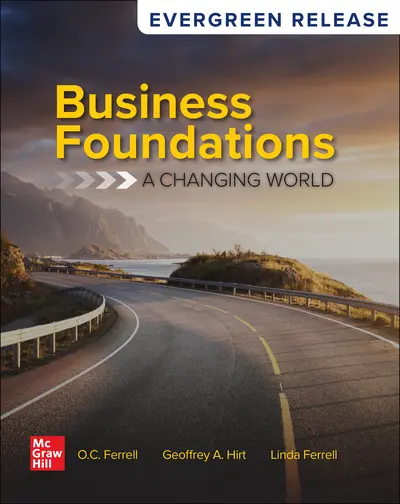 EVERGREEN RELEASE
Business
Foundations
A CHANGING WORLD
Mc
Graw
Hill
O.C. Ferrell Geoffrey A. Hirt Linda Ferrell